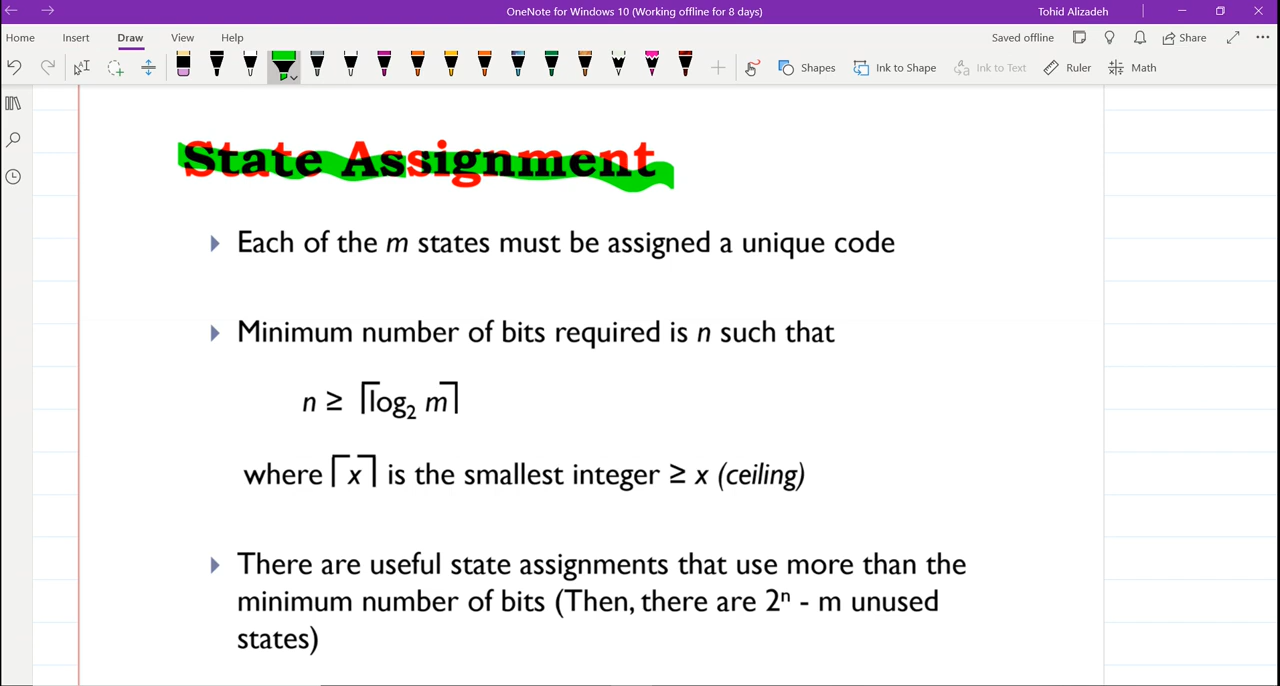 OneNote for Windows 10 (Working offline for 8 days)
Tohid Alizadeh
Home Insert Draw View Help
Saved offline
Share
Shapes
Ink to Shape
Ink to Text
Ruler
Math
State Assignment
Each of the m states must be assigned a unique code
Minimum number of bits required is n such that
n ≥ ⌈log₂ m⌉
where ⌈x⌉ is the smallest integer ≥ x (ceiling)
There are useful state assignments that use more than the
minimum number of bits (Then, there are 2ⁿ - m unused
states)